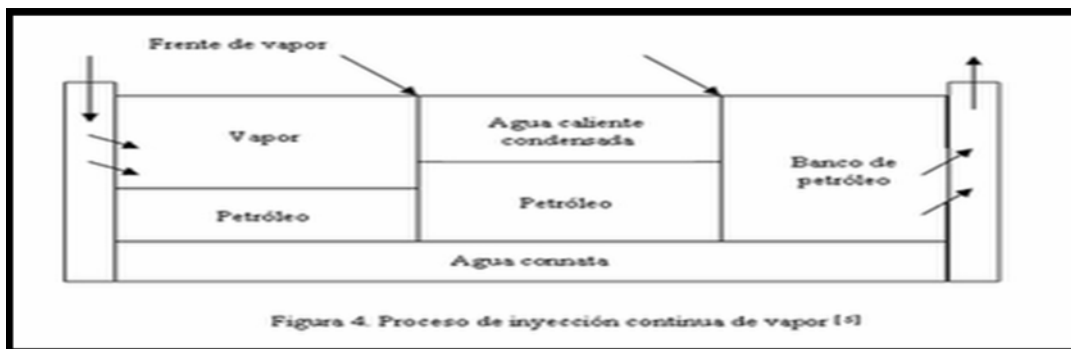 Frente de vapor
Vapor
Agua caliente
condensada
Banco de
petróleo
Petróleo
Petróleo
Agua connata
Figura 4. Proceso de inyección continua de vapor [5]